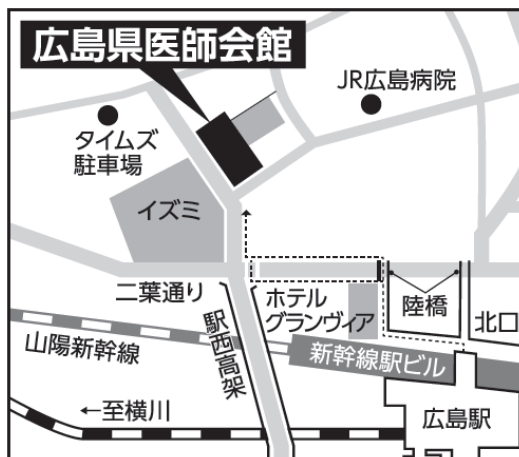 広島県医師会館
JR広島病院
タイムズ
駐車場
イズミ
二葉通り
ホテル
グランヴィア
陸橋
北口
駅西高架
山陽新幹線
新幹線駅ビル
←至横川
広島駅